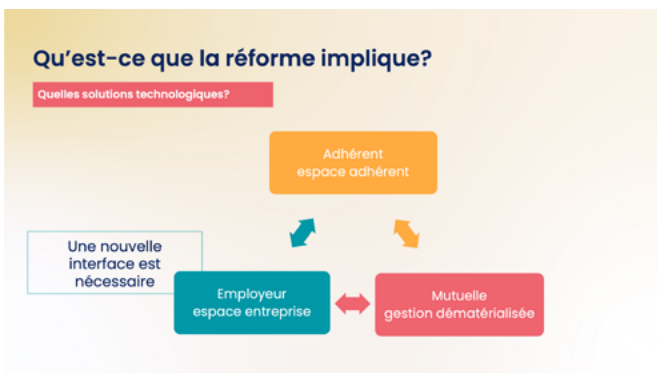 Qu'est-ce que la réforme implique?
Quelles solutions technologiques?
Adhérent
espace adhérent
Une nouvelle
interface est
nécessaire
Employeur
espace entreprise
Mutuelle
gestion dématérialisée